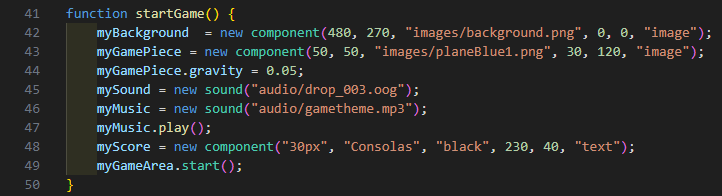 41 function startGame() {
42     myBackground  = new component(480, 270, "images/background.png", 0, 0, "image");
43     myGamePiece = new component(50, 50, "images/planeBlue1.png", 30, 120, "image");
44     myGamePiece.gravity = 0.05;
45     mySound = new sound("audio/drop_003.oog");
46     myMusic = new sound("audio/gametheme.mp3");
47     myMusic.play();
48     myScore = new component("30px", "Consolas", "black", 230, 40, "text");
49     myGameArea.start();
50 }